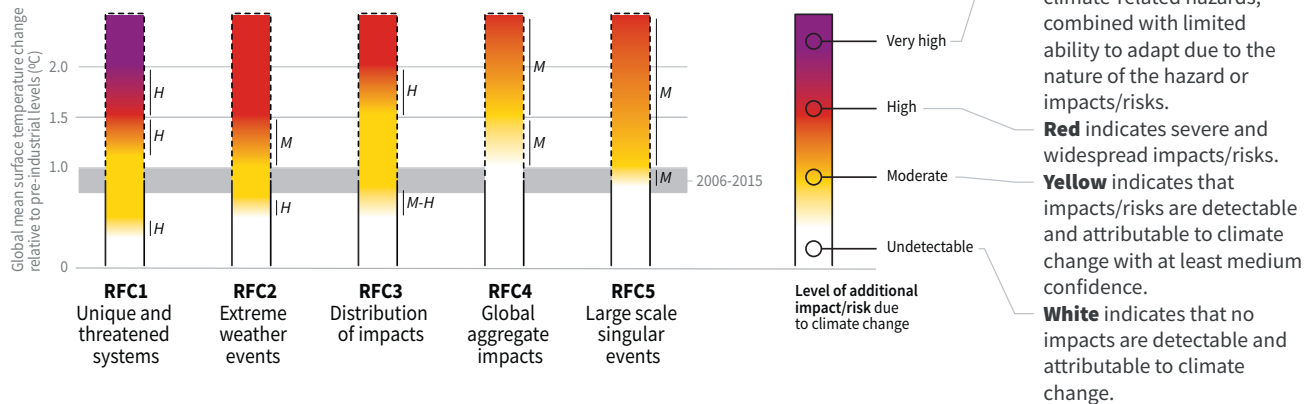 Global mean surface temperature change
relative to pre-industrial levels (ºC)
2.0
1.5
1.0
0
H
H
H
M
H
H
M-H
M
M
M
M
2006-2015
RFC1
Unique and
threatened
systems
RFC2
Extreme
weather
events
RFC3
Distribution
of impacts
RFC4
Global
aggregate
impacts
RFC5
Large scale
singular
events
Very high
High
Moderate
Undetectable
Level of additional
impact/risk due
to climate change
climate-related hazards,
combined with limited
ability to adapt due to the
nature of the hazard or
impacts/risks.
Red indicates severe and
widespread impacts/risks.
Yellow indicates that
impacts/risks are detectable
and attributable to climate
change with at least medium
confidence.
White indicates that no
impacts are detectable and
attributable to climate
change.